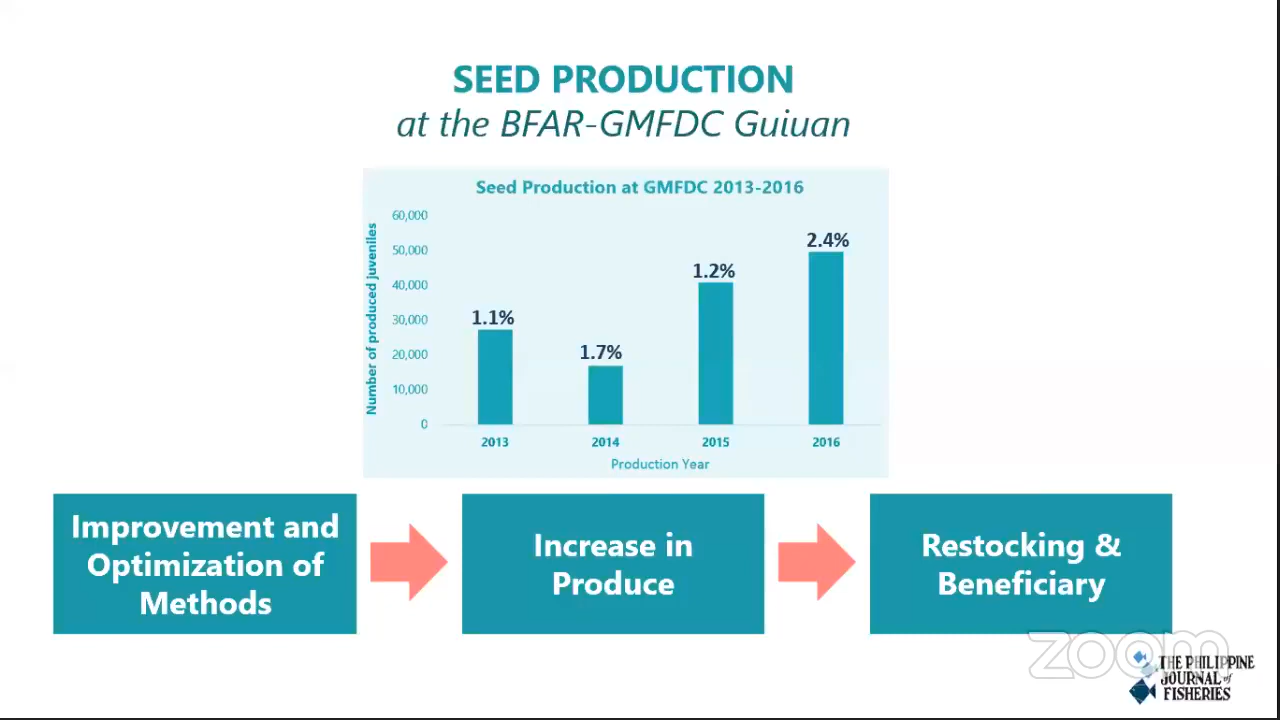 SEED PRODUCTION
at the BFAR-GMFDC Guiuan
Seed Production at GMFDC 2013-2016
Number of produced juveniles
60,000
50,000
40,000
30,000
20,000
10,000
0
1.1%
1.7%
1.2%
2.4%
2013
2014
2015
2016
Production Year
Improvement and
Optimization of
Methods
Increase in
Produce
Restocking &
Beneficiary
zoom
THE PHILIPPINE
JOURNAL of
FISHERIES